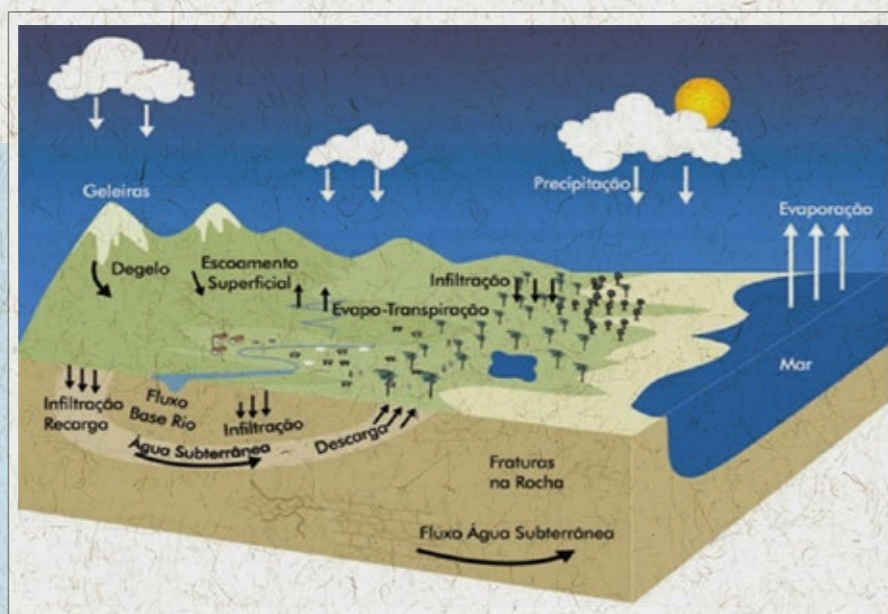 Geleiras
Precipitação
Evaporação
Degelo
Escoamento
Superficial
Infiltração
Evapo-Transpiração
Mar
Infiltração
Recarga
Fluxo
Base Rio
Infiltração
Descarga
Água Subterrânea
Fraturas
na Rocha
Fluxo Água Subterrânea